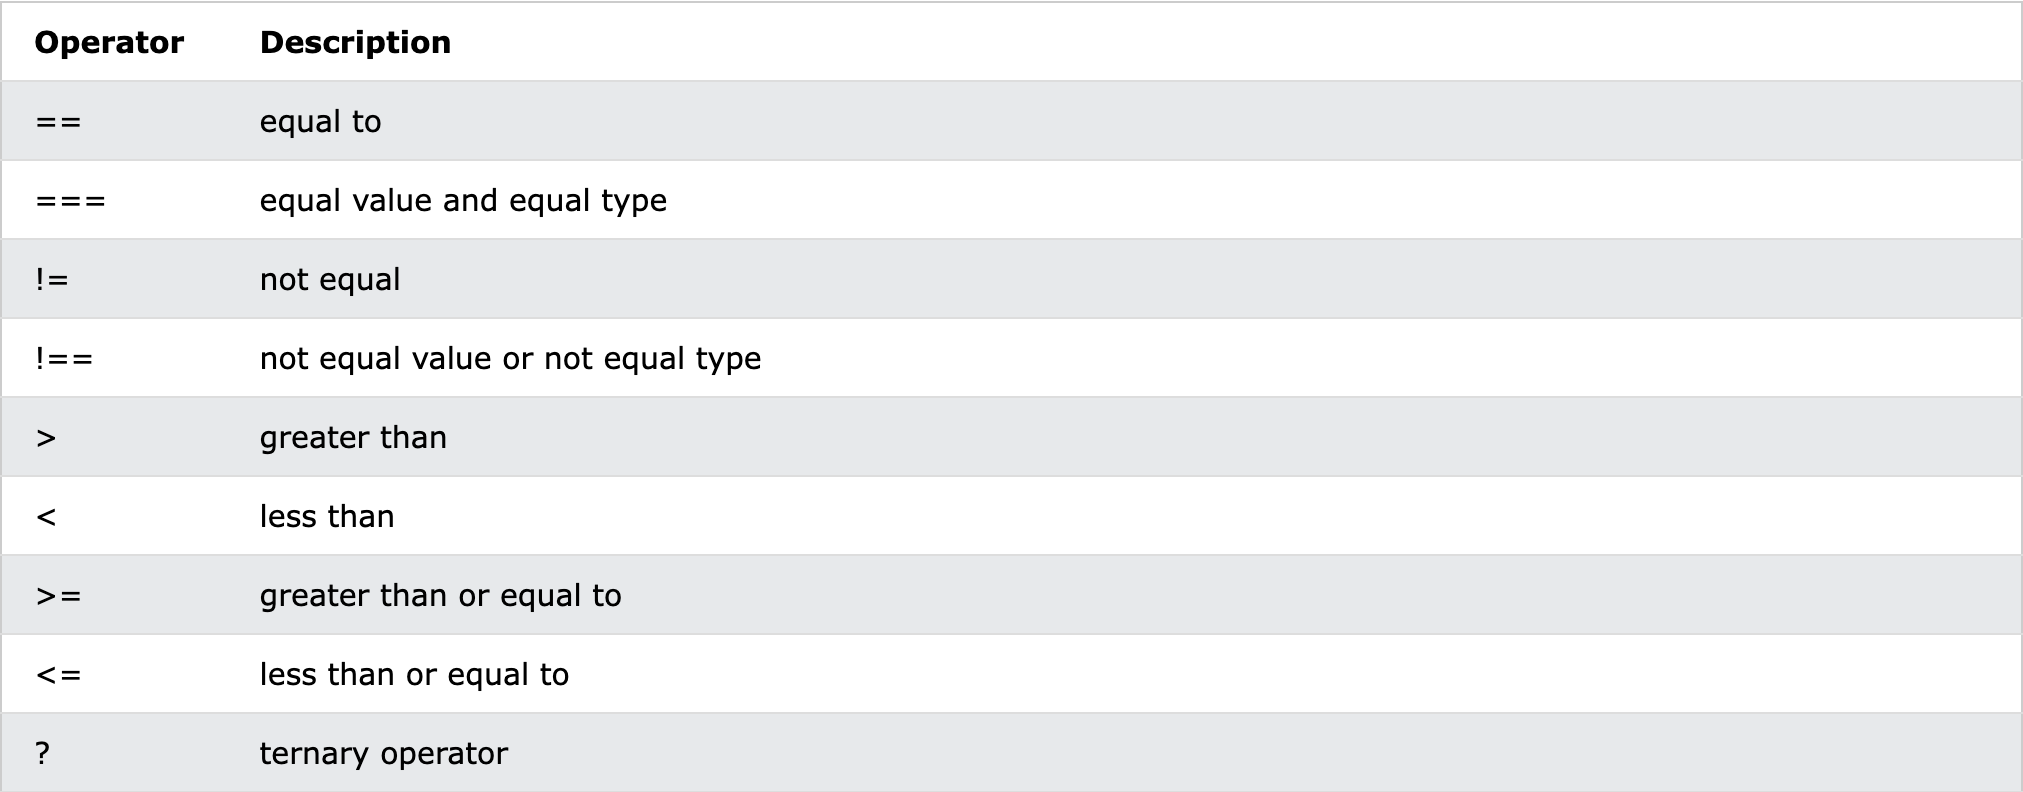 Operator Description
== equal to
=== equal value and equal type
!= not equal
!== not equal value or not equal type
> greater than
< less than
>= greater than or equal to
<= less than or equal to
? ternary operator